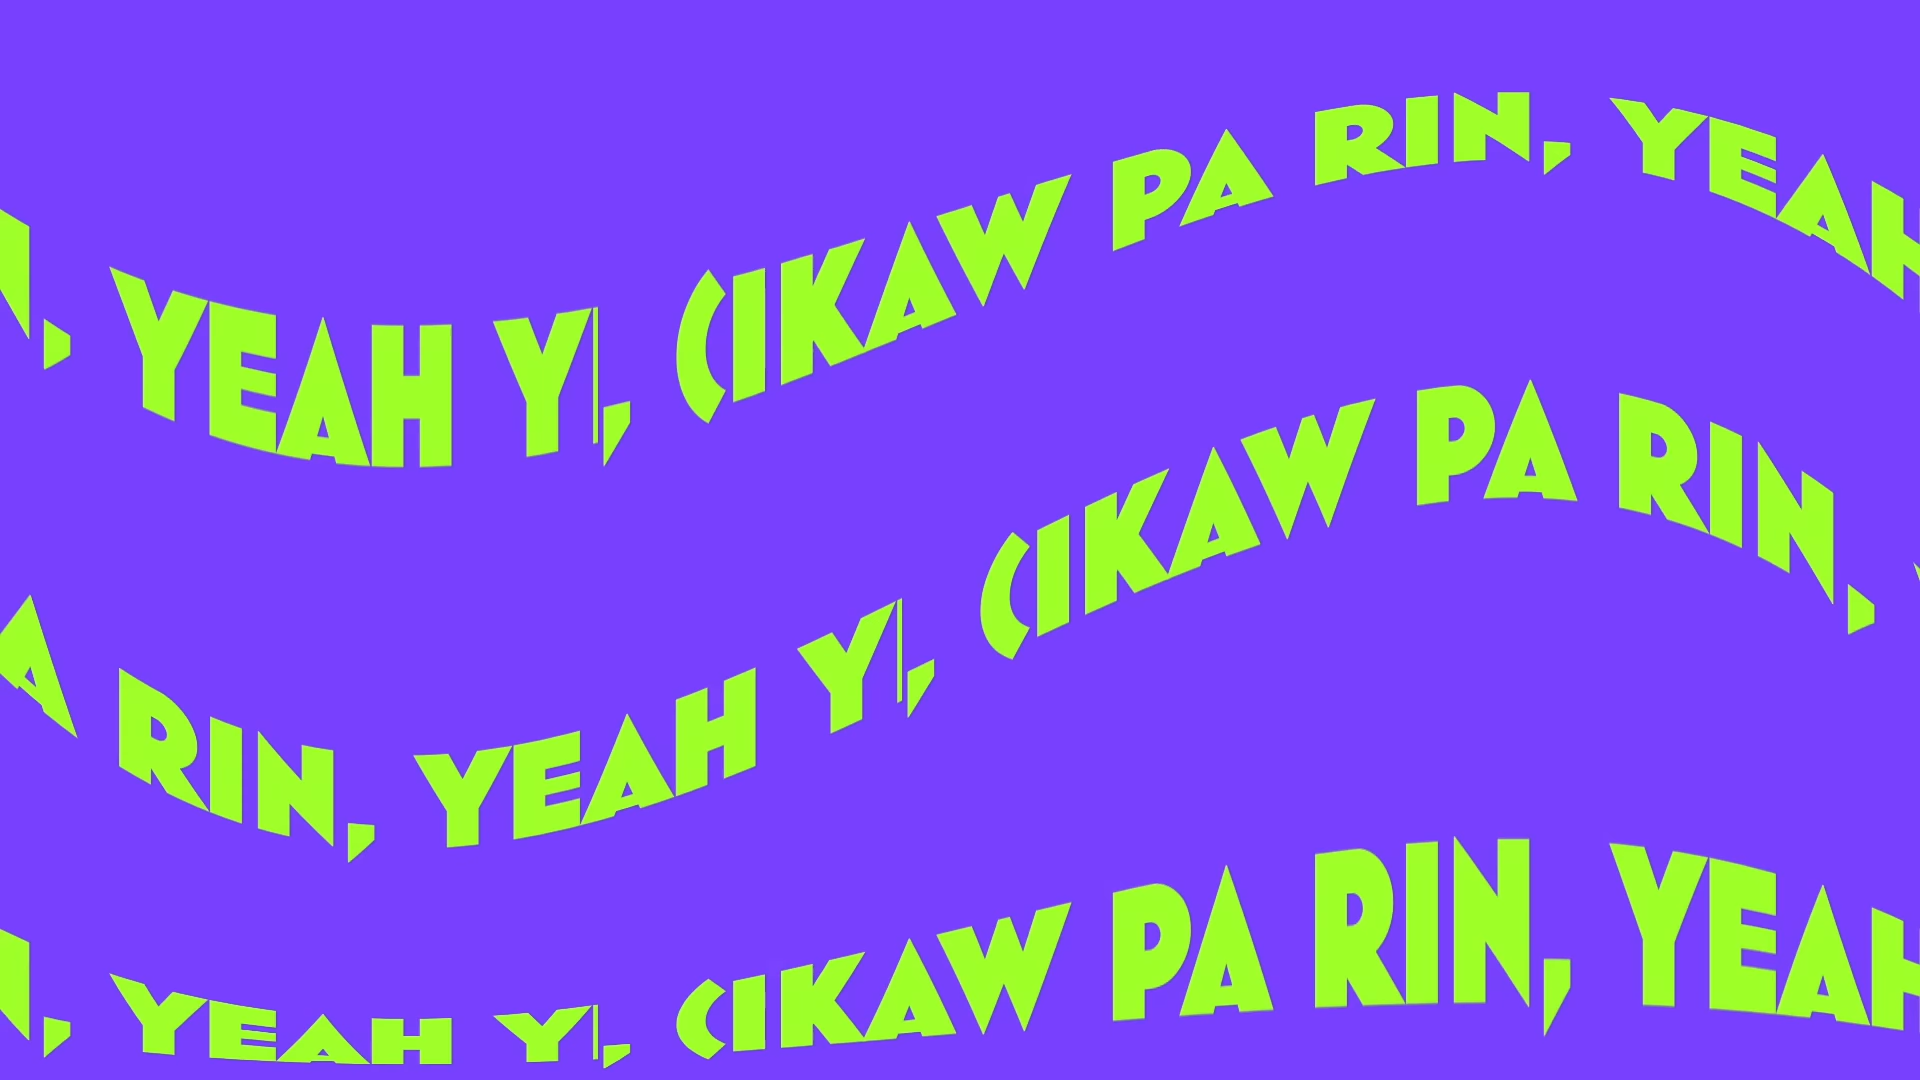 , YEAH Y|, (IKAW PA RIN, YEAH
A RIN, YEAH Y|, (IKAW PA RIN,
, YEAH Y|, (IKAW PA RIN, YEAH